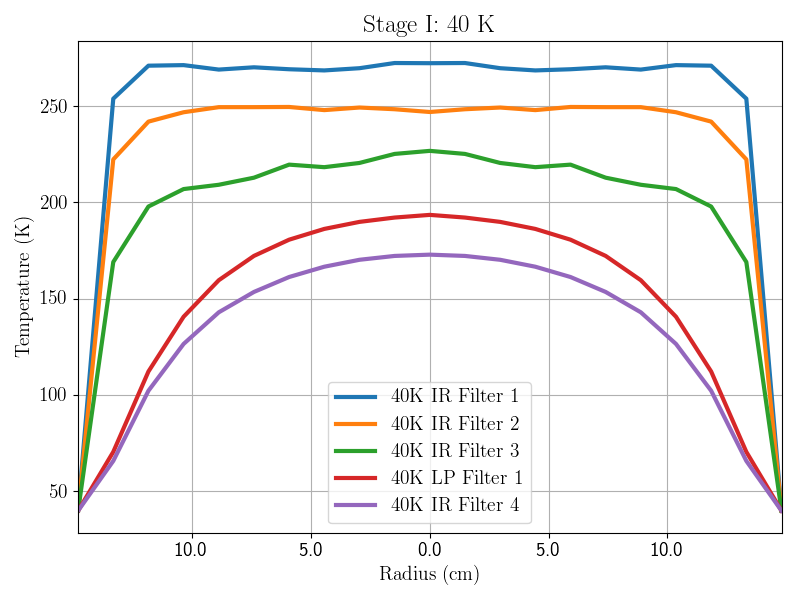 Stage I: 40 K
Temperature (K)
250
200
150
100
50
40K IR Filter 1
40K IR Filter 2
40K IR Filter 3
40K LP Filter 1
40K IR Filter 4
10.0 5.0 0.0 5.0 10.0
Radius (cm)